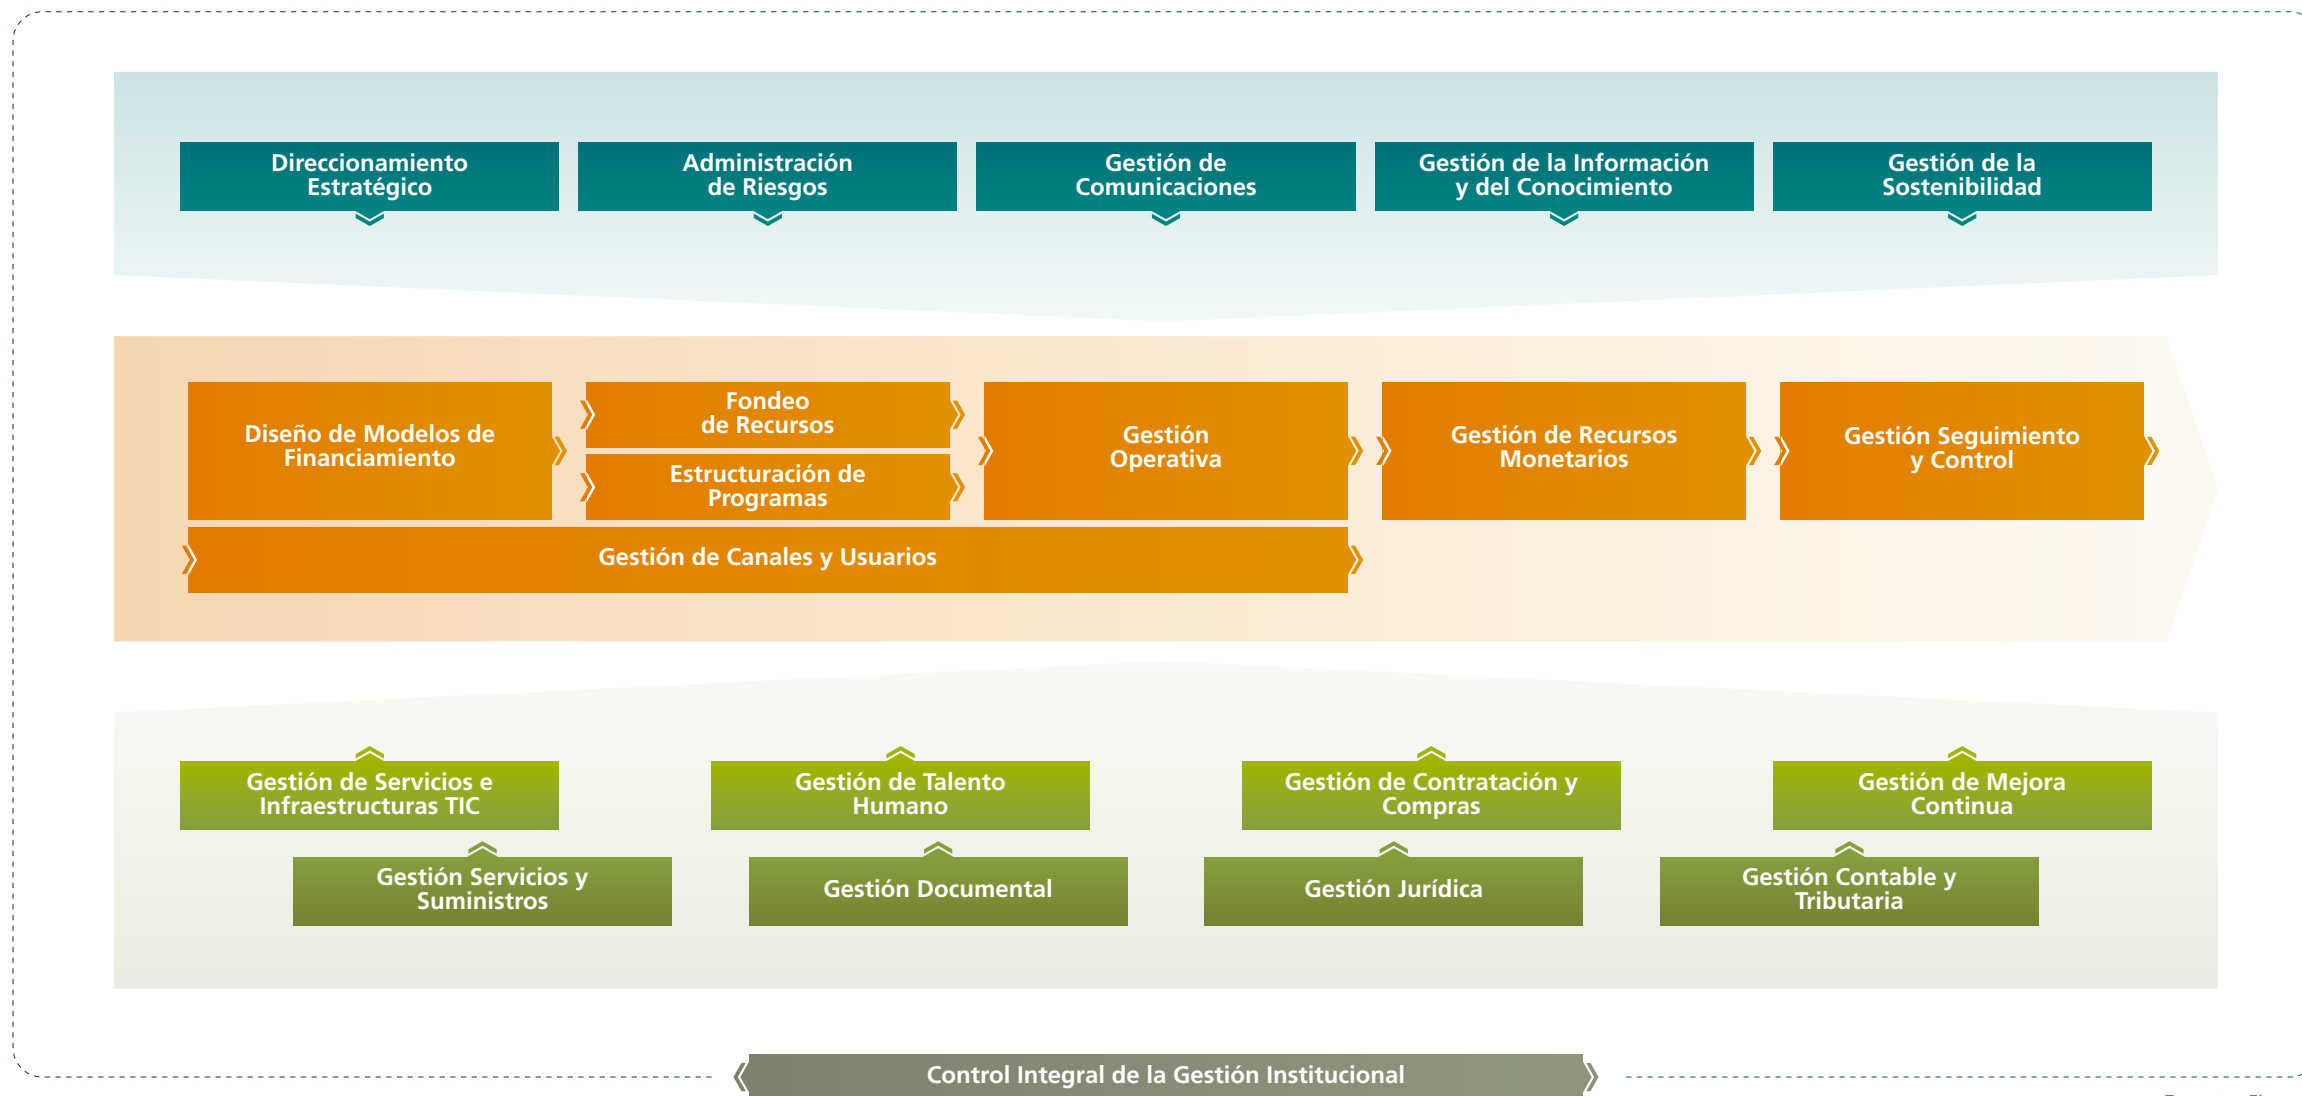 Direccionamiento
Estratégico
Administración
de Riesgos
Gestión de
Comunicaciones
Gestión de la Información
y del Conocimiento
Gestión de la
Sostenibilidad
Diseño de Modelos de
Financiamiento
Fondeo
de Recursos
Estructuración de
Programas
Gestión
Operativa
Gestión de Recursos
Monetarios
Gestión Seguimiento
y Control
Gestión de Canales y Usuarios
Gestión de Servicios e
Infraestructuras TIC
Gestión de Talento
Humano
Gestión de Contratación y
Compras
Gestión de Mejora
Continua
Gestión Servicios y
Suministros
Gestión Documental
Gestión Jurídica
Gestión Contable y
Tributaria
Control Integral de la Gestión Institucional